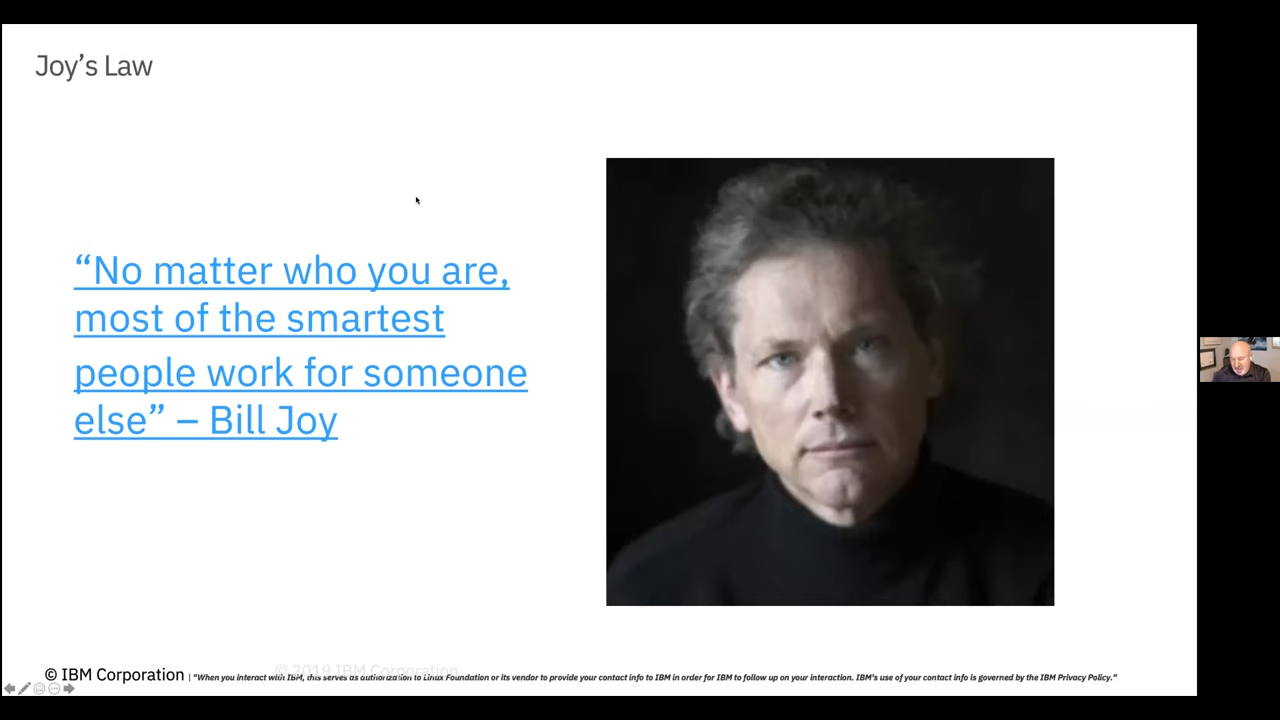 Joy’s Law
“No matter who you are,
most of the smartest
people work for someone
else” – Bill Joy
© 2019 IBM Corporation
© IBM Corporation | "When you interact with IBM, this serves as authorization to Linux Foundation or its vendor to provide your contact info to IBM in order for IBM to follow up on your interaction. IBM's use of your contact info is governed by the IBM Privacy Policy."